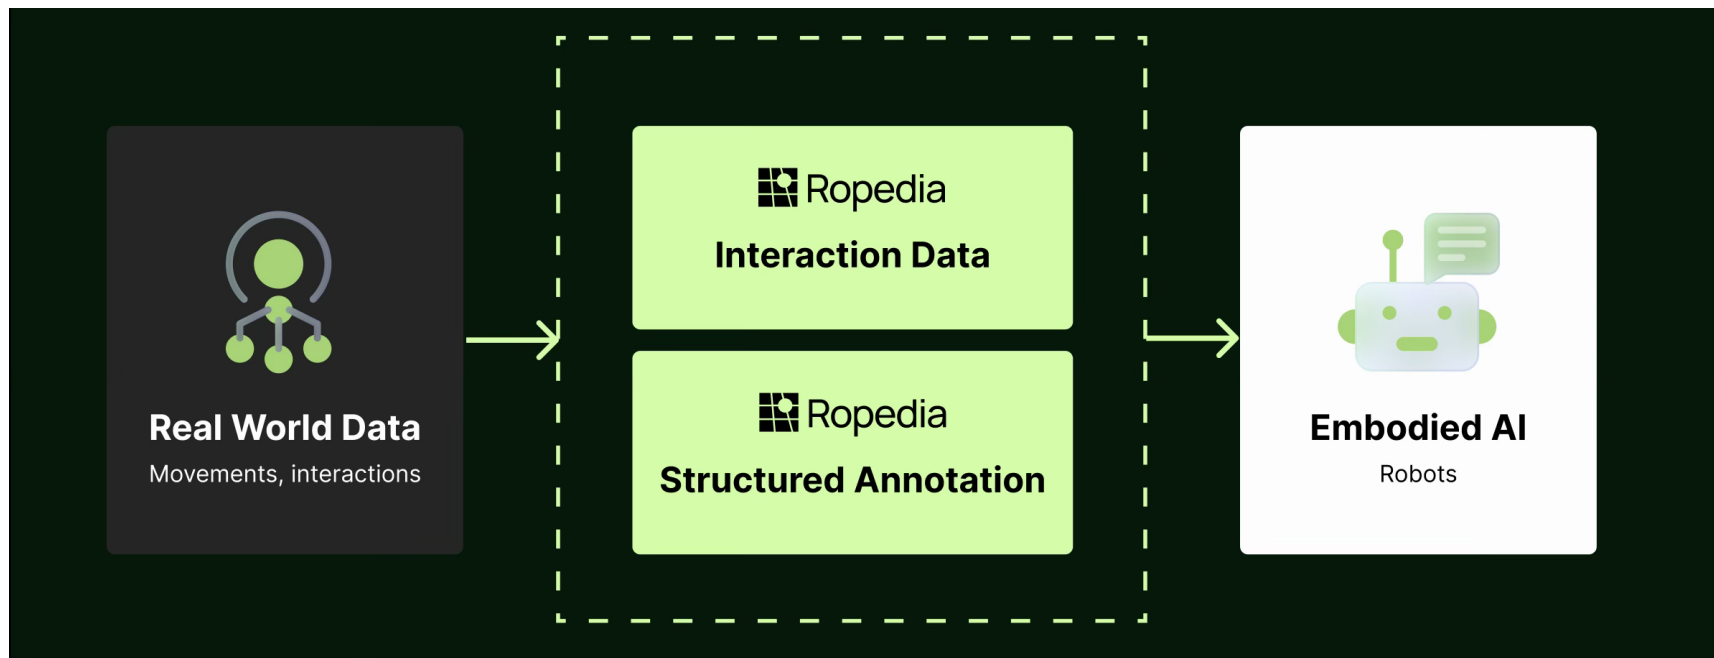 Real World Data
Movements, interactions
Ropedia
Interaction Data
Ropedia
Structured Annotation
Embodied AI
Robots